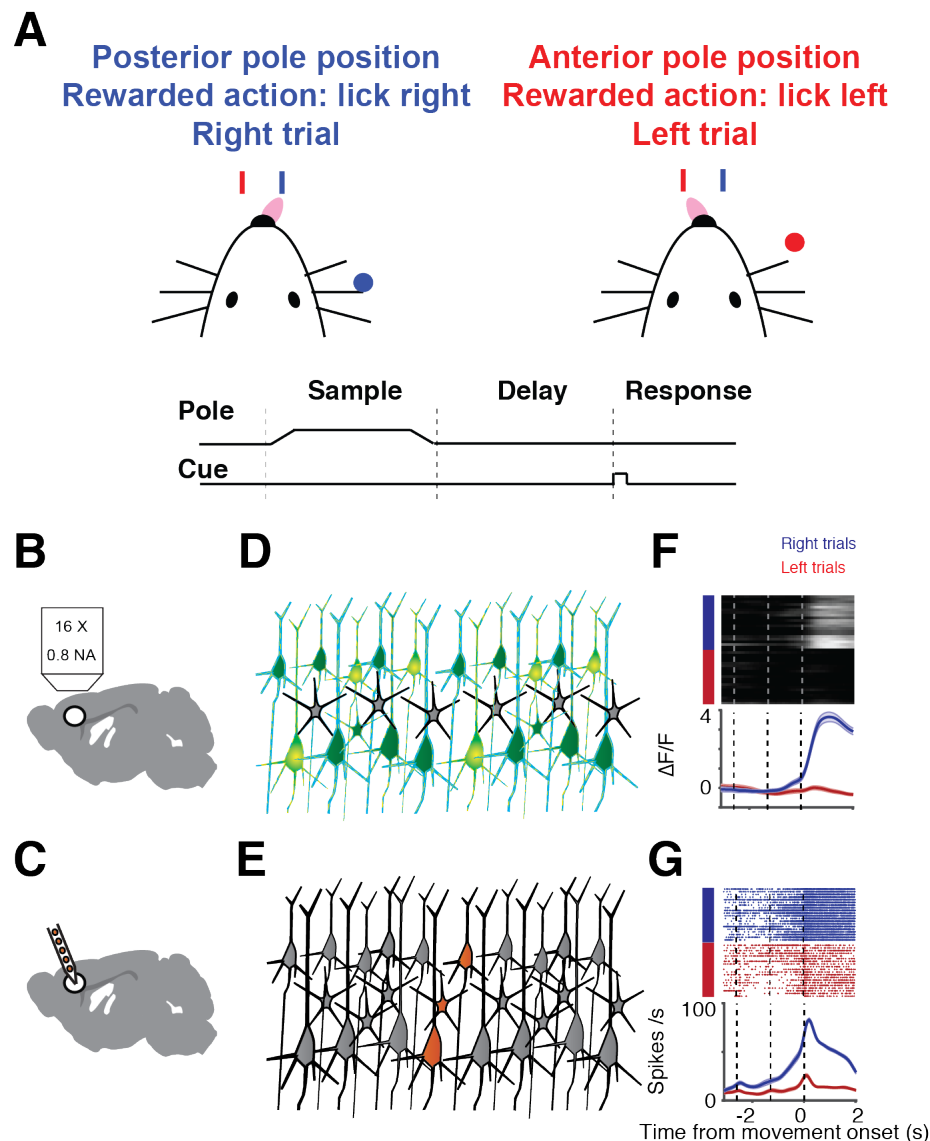 A
Posterior pole position
Rewarded action: lick right
Right trial
Anterior pole position
Rewarded action: lick left
Left trial
Sample
Delay
Response
Pole
Cue
B
16 X
0.8 NA
D
F
Right trials
Left trials
4
ΔF/F
0
C
E
G
100
Spikes /s
0
-2
0
2
Time from movement onset (s)